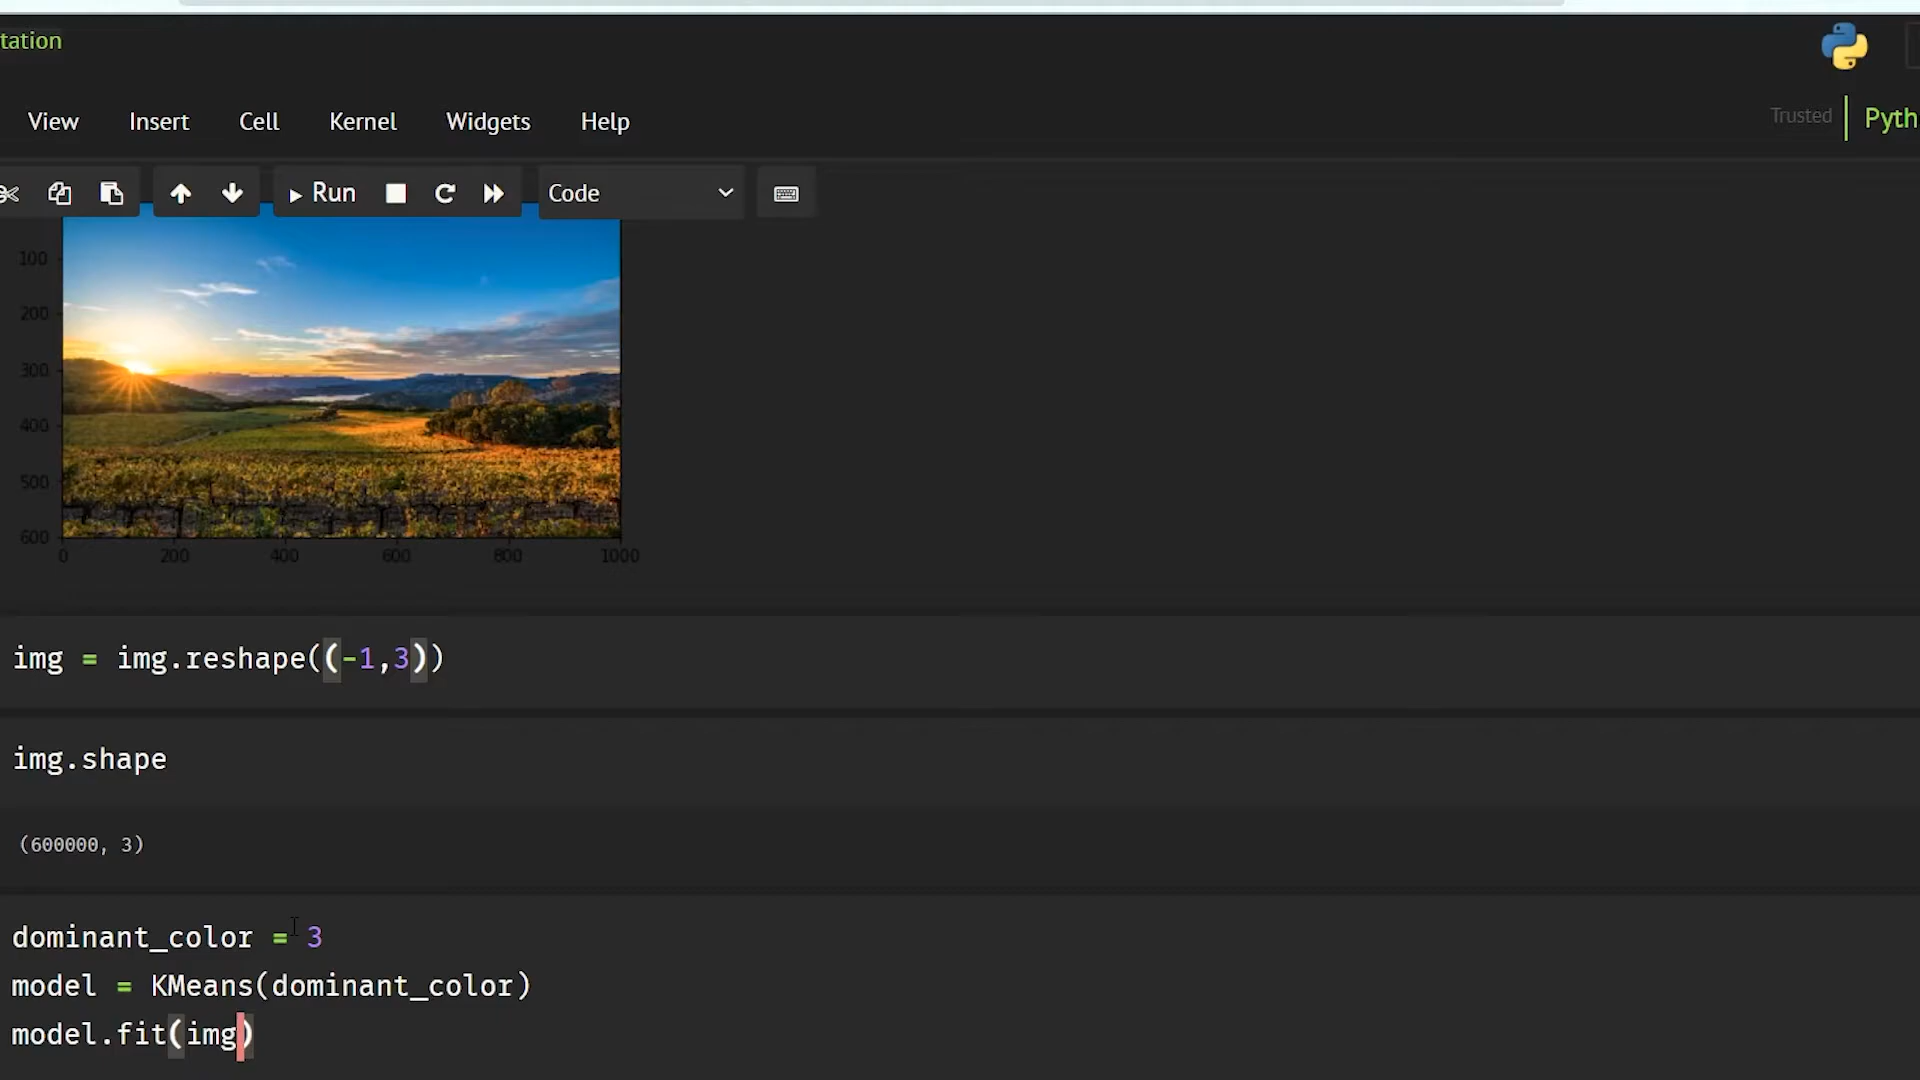 tation
View Insert Cell Kernel Widgets Help
Trusted Pyth
Run Code
100
200
300
400
500
600
0 200 400 600 800 1000
img = img.reshape((-1,3))
img.shape
(600000, 3)
dominant_color = 3
model = KMeans(dominant_color)
model.fit(img)